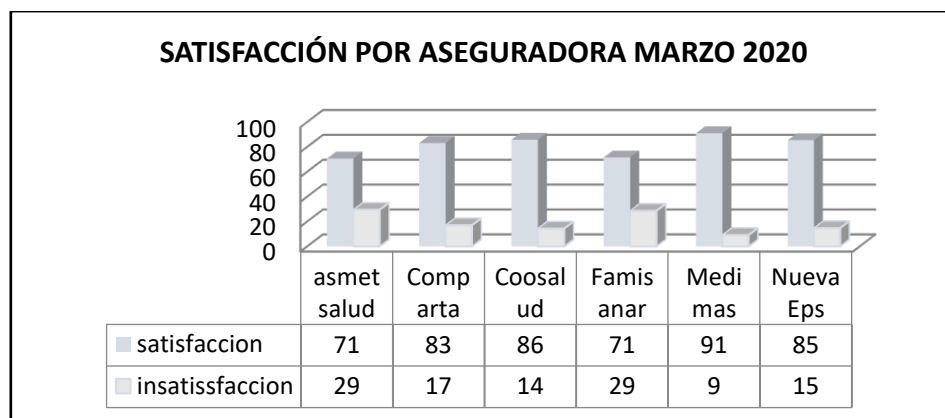 SATISFACCIÓN POR ASEGURADORA MARZO 2020
100
80
60
40
20
0
asmet salud Comp arta Coosal ud Famis anar Medi mas Nueva Eps
satisfaccion 71 83 86 71 91 85
insatissfaccion 29 17 14 29 9 15